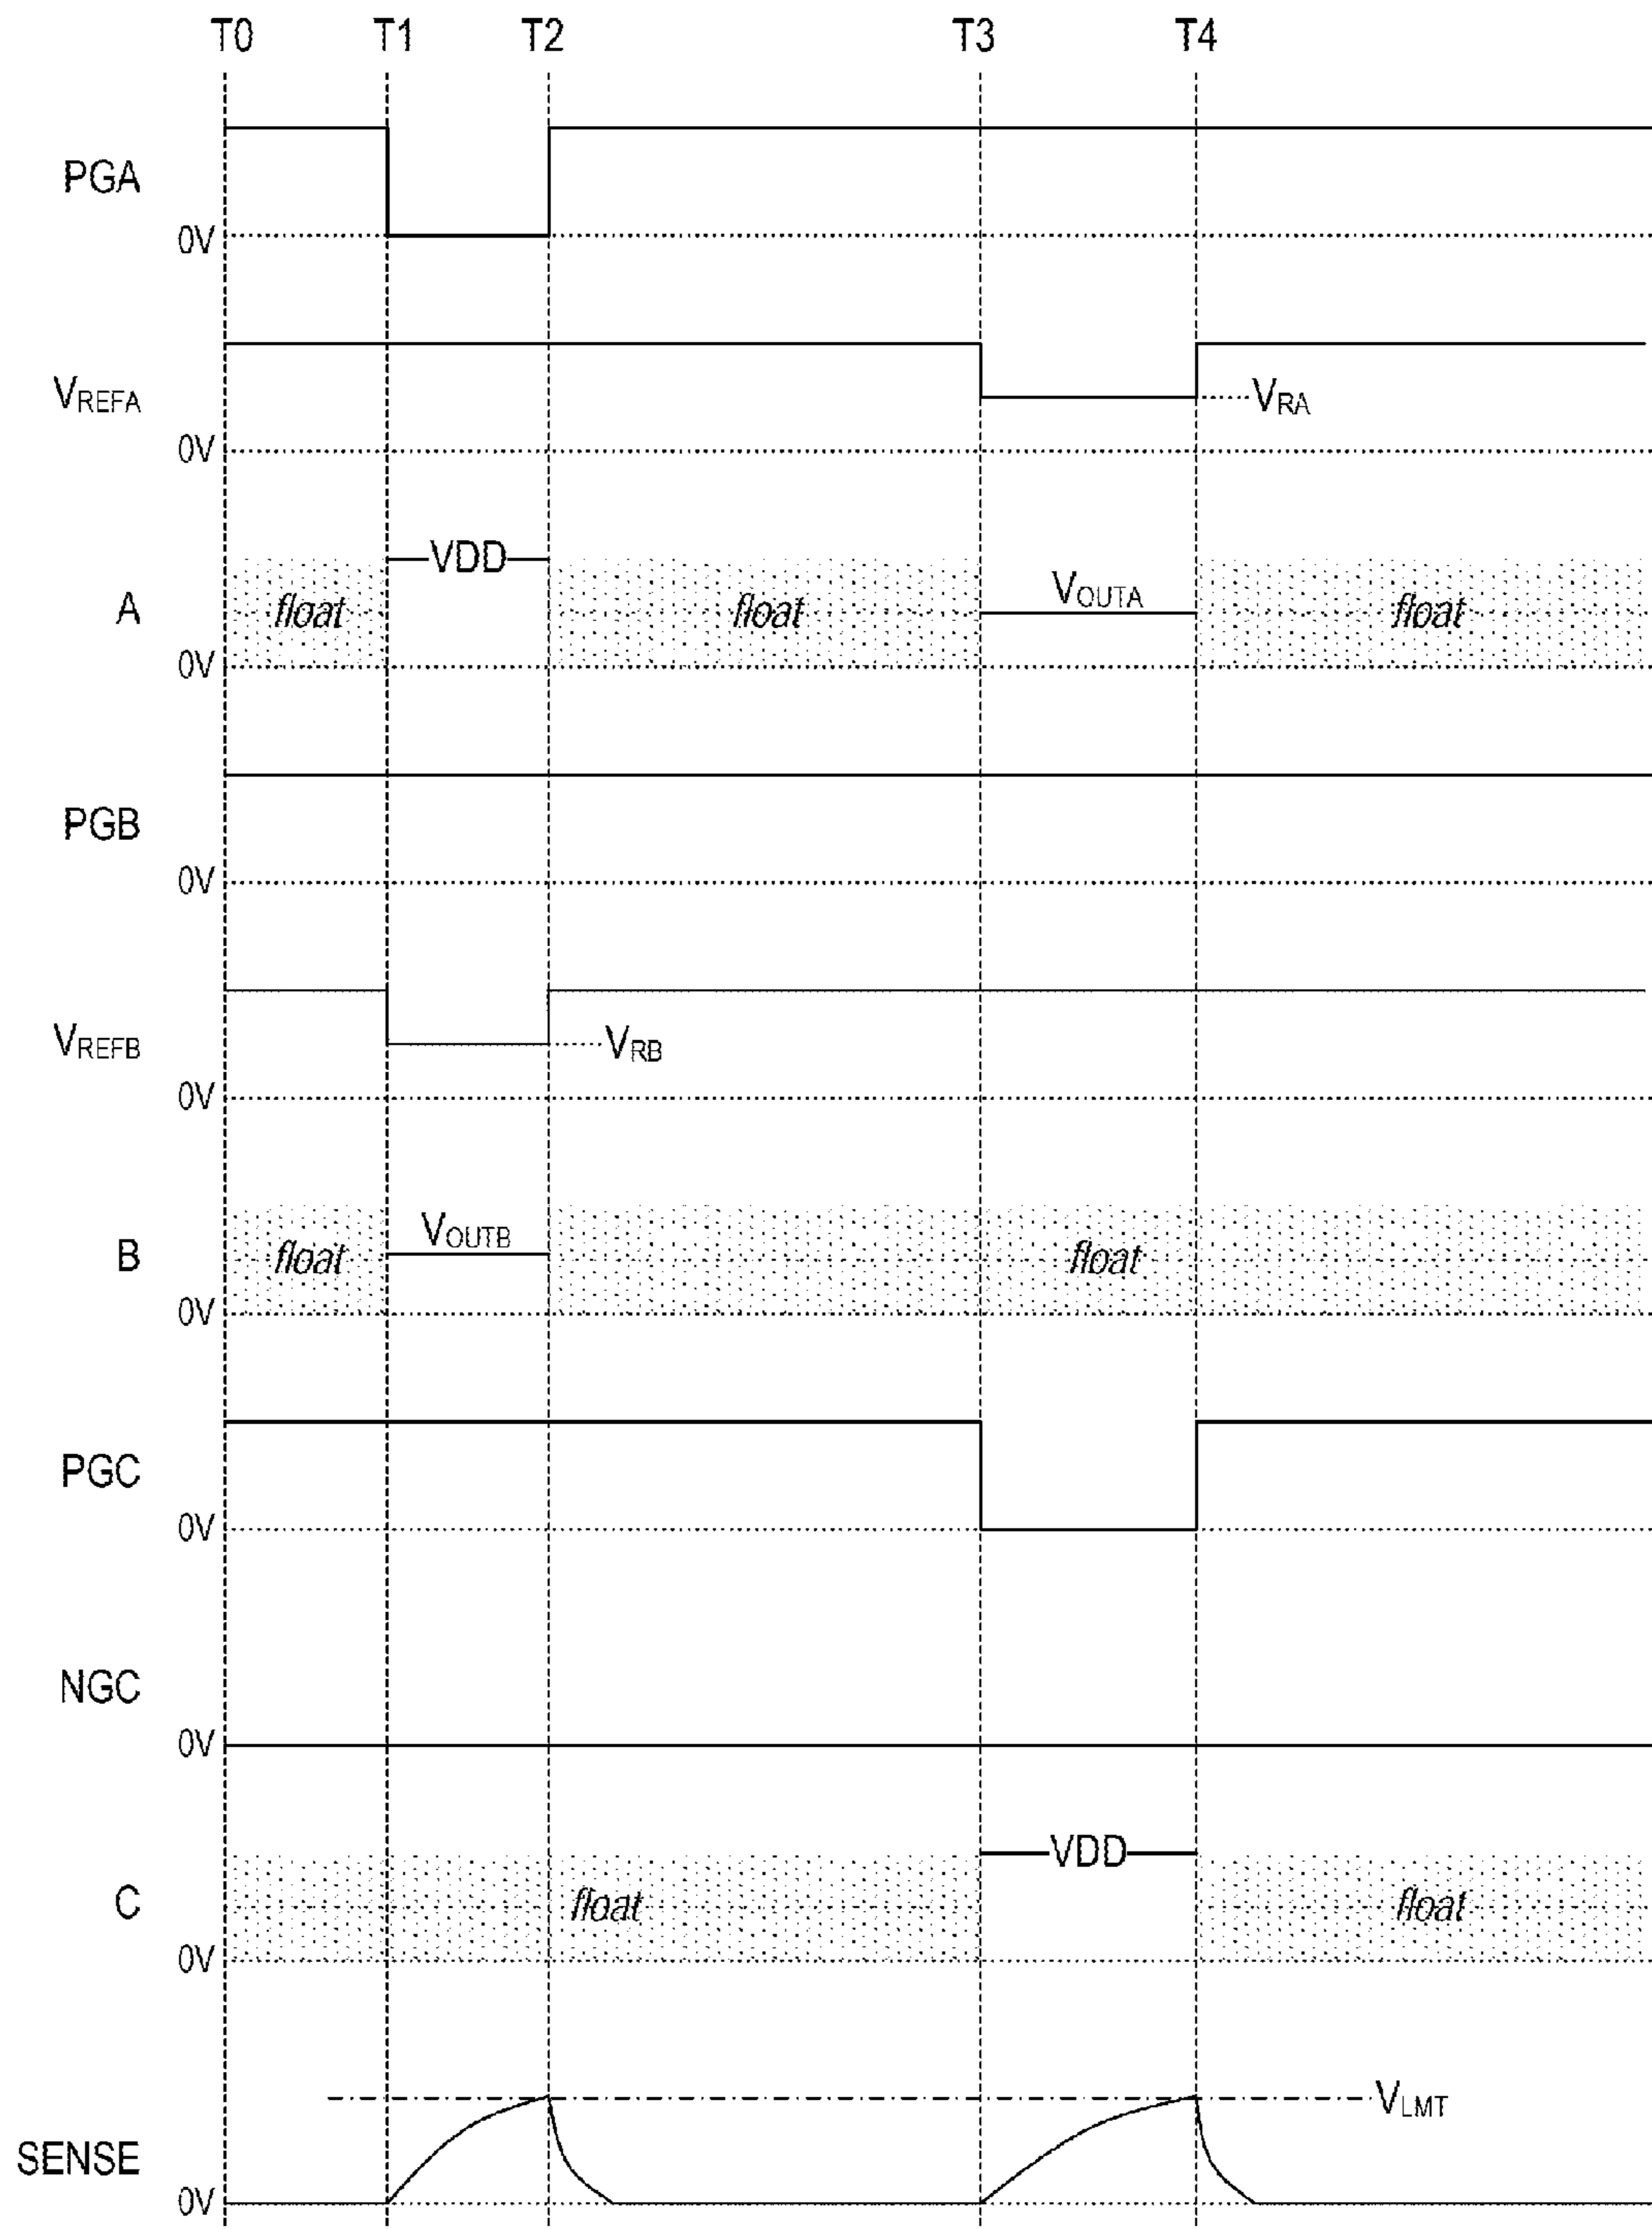 T0 T1 T2 T3 T4
PGA
0V
VREFA
VRA
0V
VDD
A
float float VOUTA float
0V
PGB
0V
VREFB
VRB
0V
B
float VOUTB float
0V
PGC
0V
NGC
0V
VDD
C
float float
0V
VLMT
SENSE
0V